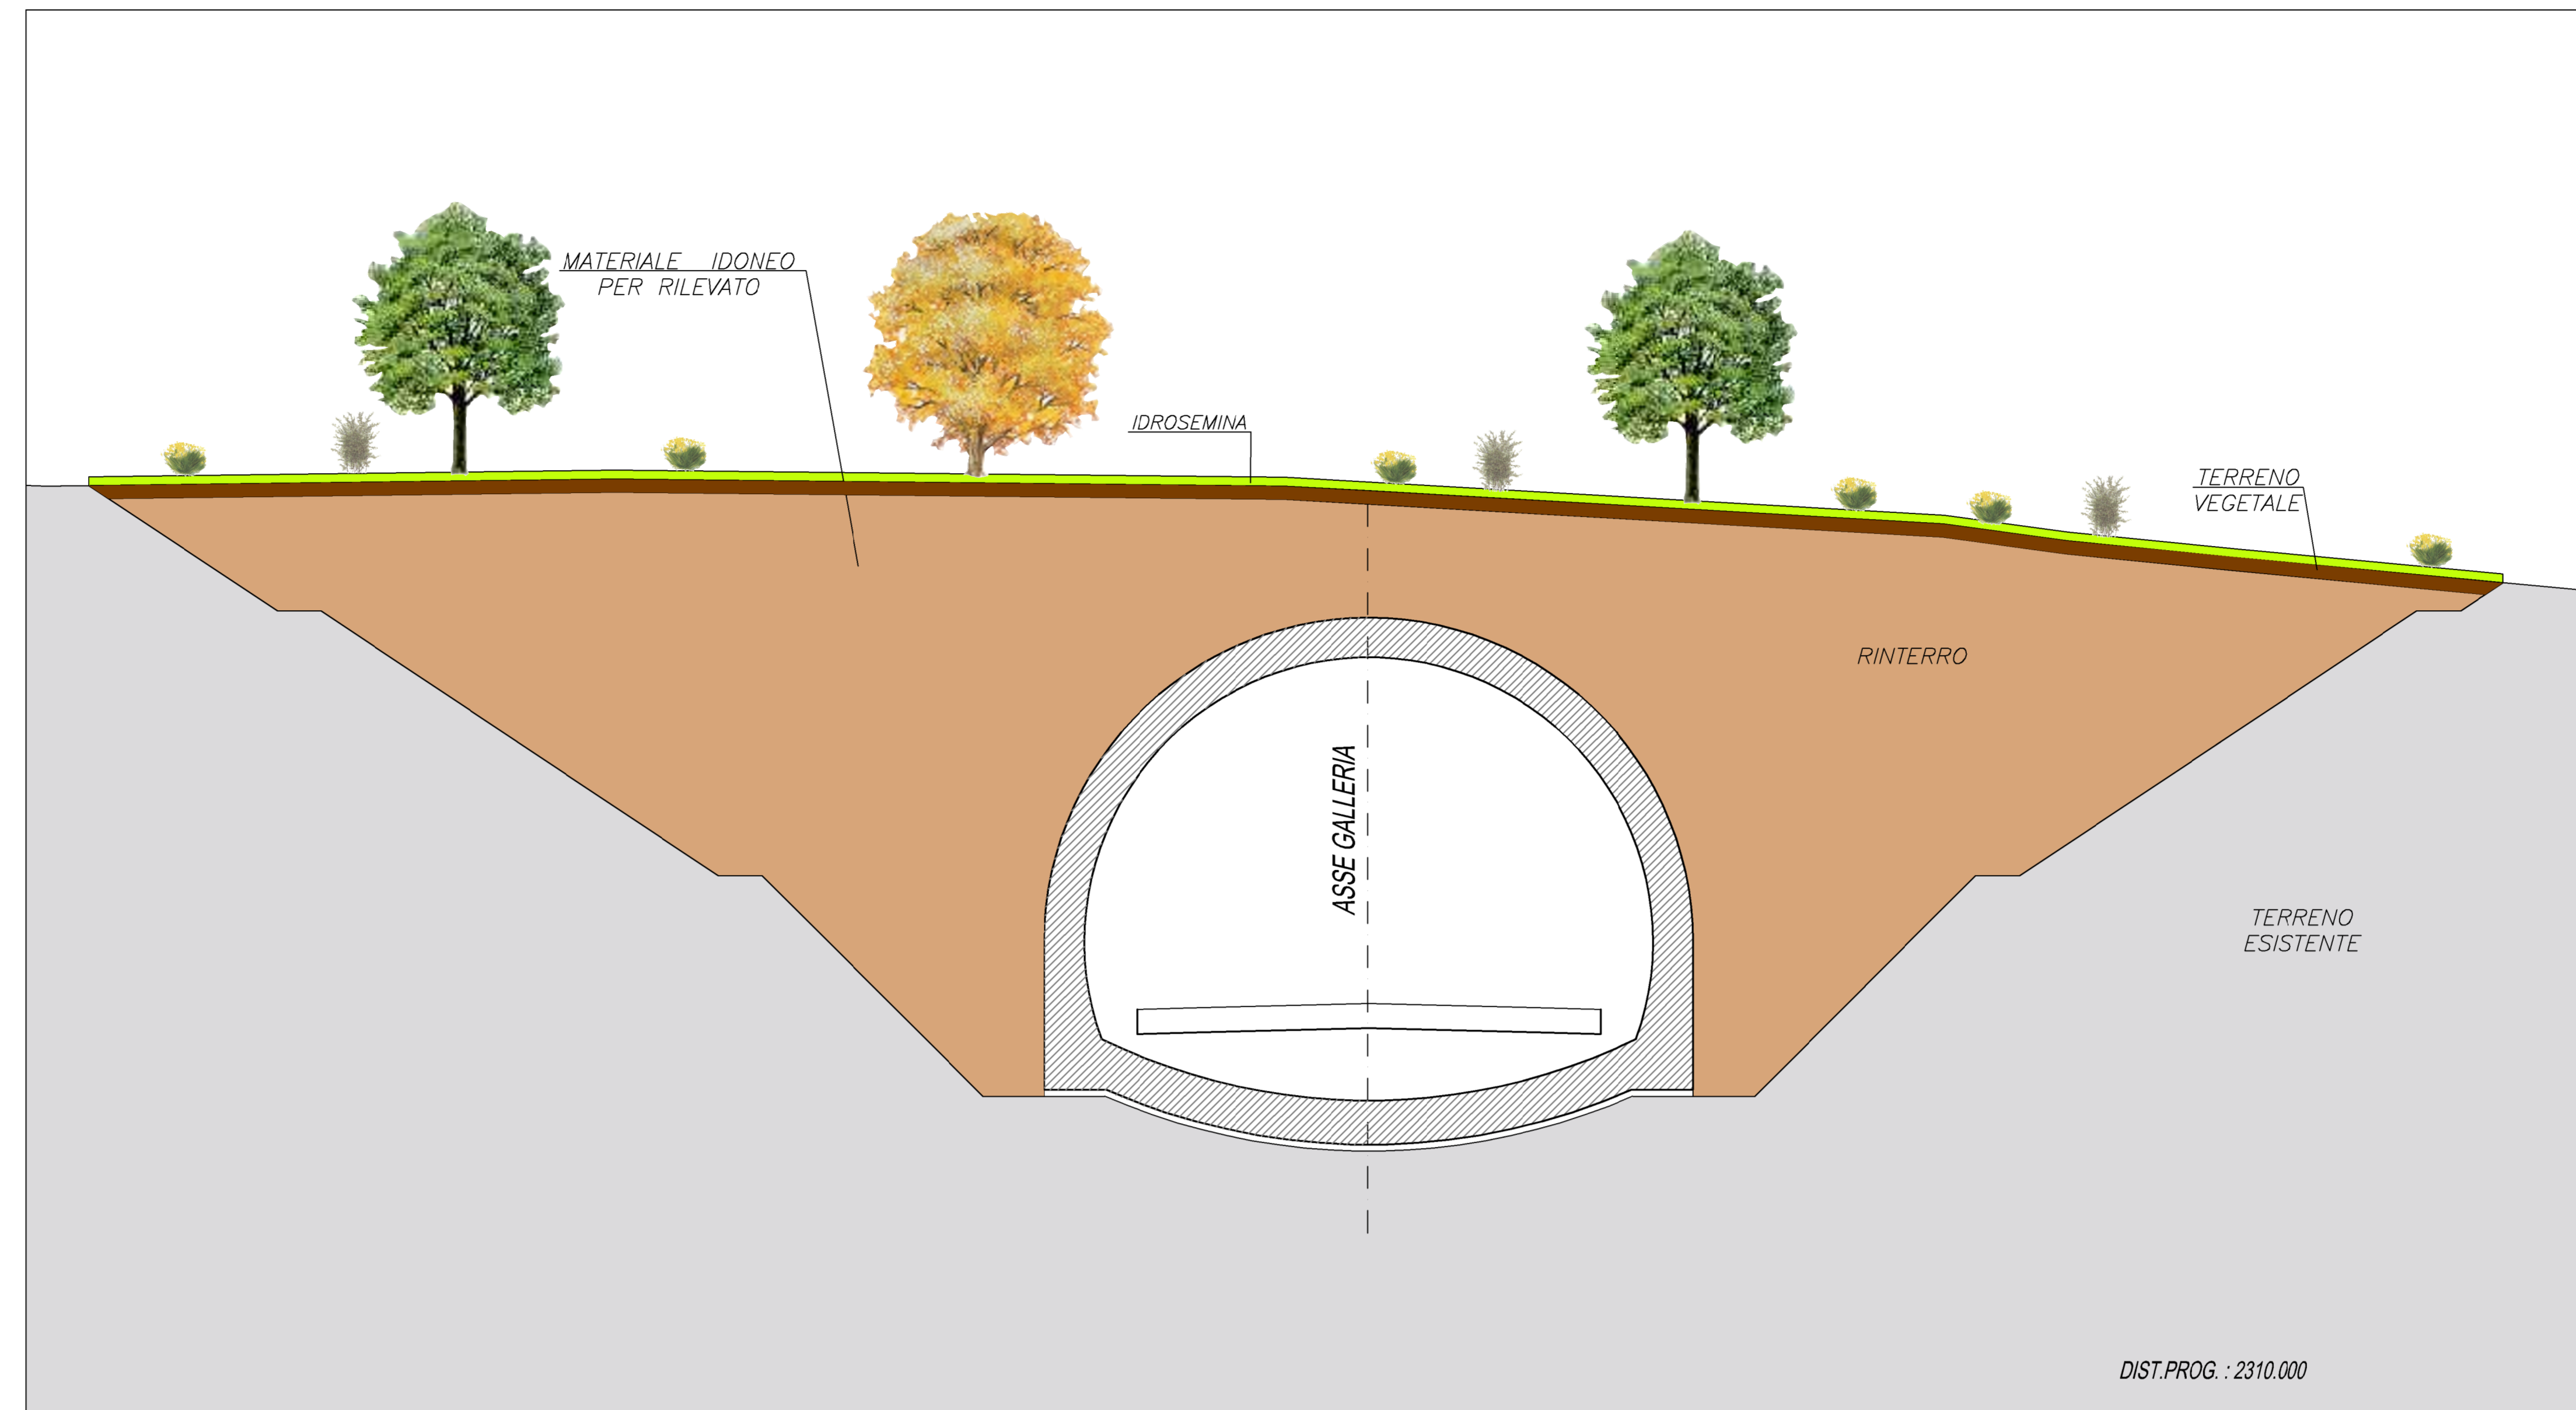 MATERIALE IDONEO
PER RILEVATO
IDROSEMINA
TERRENO
VEGETALE
RINTERRO
ASSE GALLERIA
TERRENO
ESISTENTE
DIST.PROG. : 2310.000